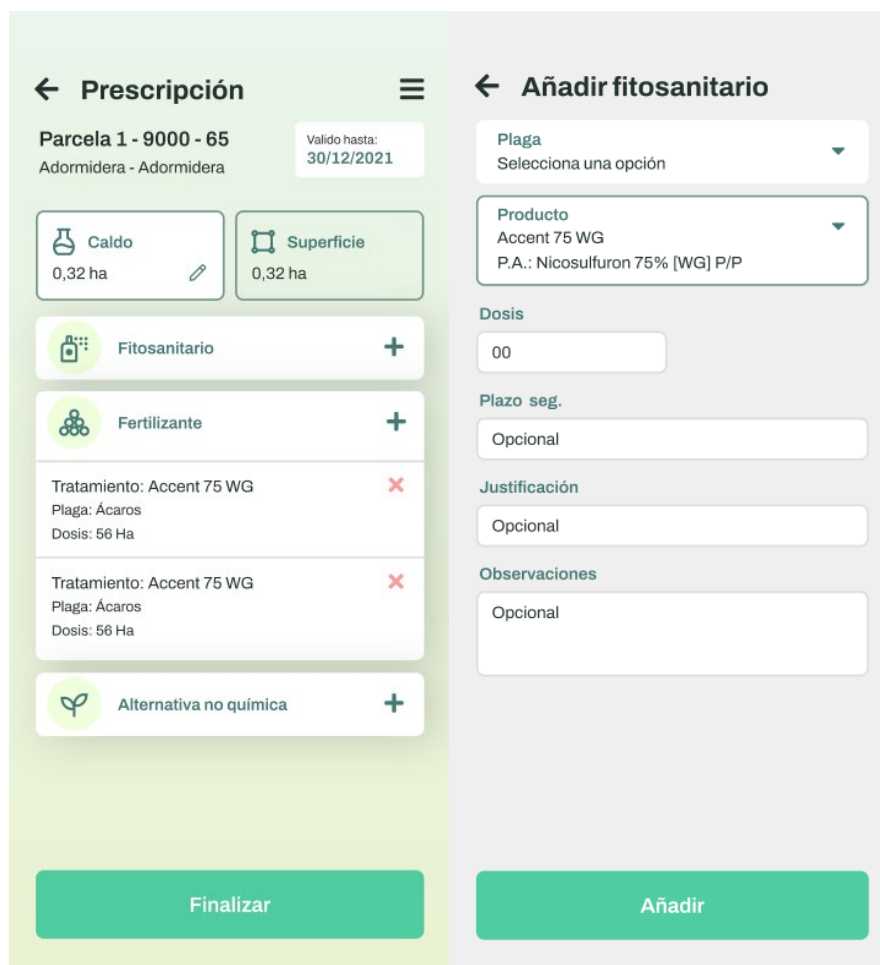 Prescripción
Parcela 1 - 9000 - 65
Adormidera - Adormidera
Valido hasta:
30/12/2021
Caldo
0,32 ha
Superficie
0,32 ha
Fitosanitario
Fertilizante
Tratamiento: Accent 75 WG
Plaga: Ácaros
Dosis: 56 Ha
Tratamiento: Accent 75 WG
Plaga: Ácaros
Dosis: 56 Ha
Alternativa no química
Finalizar
Añadir fitosanitario
Plaga
Selecciona una opción
Producto
Accent 75 WG
P.A.: Nicosulfuron 75% [WG] P/P
Dosis
00
Plazo seg.
Opcional
Justificación
Opcional
Observaciones
Opcional
Añadir